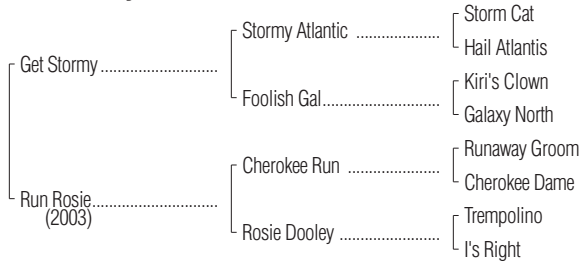 Storm Cat
Stormy Atlantic ....................
Hail Atlantis
Get Stormy ............................
Kiri's Clown
Foolish Gal.........................
Galaxy North
Runaway Groom
Cherokee Run ......................
Cherokee Dame
Run Rosie..............................
(2003)
Trempolino
Rosie Dooley ........................
I's Right